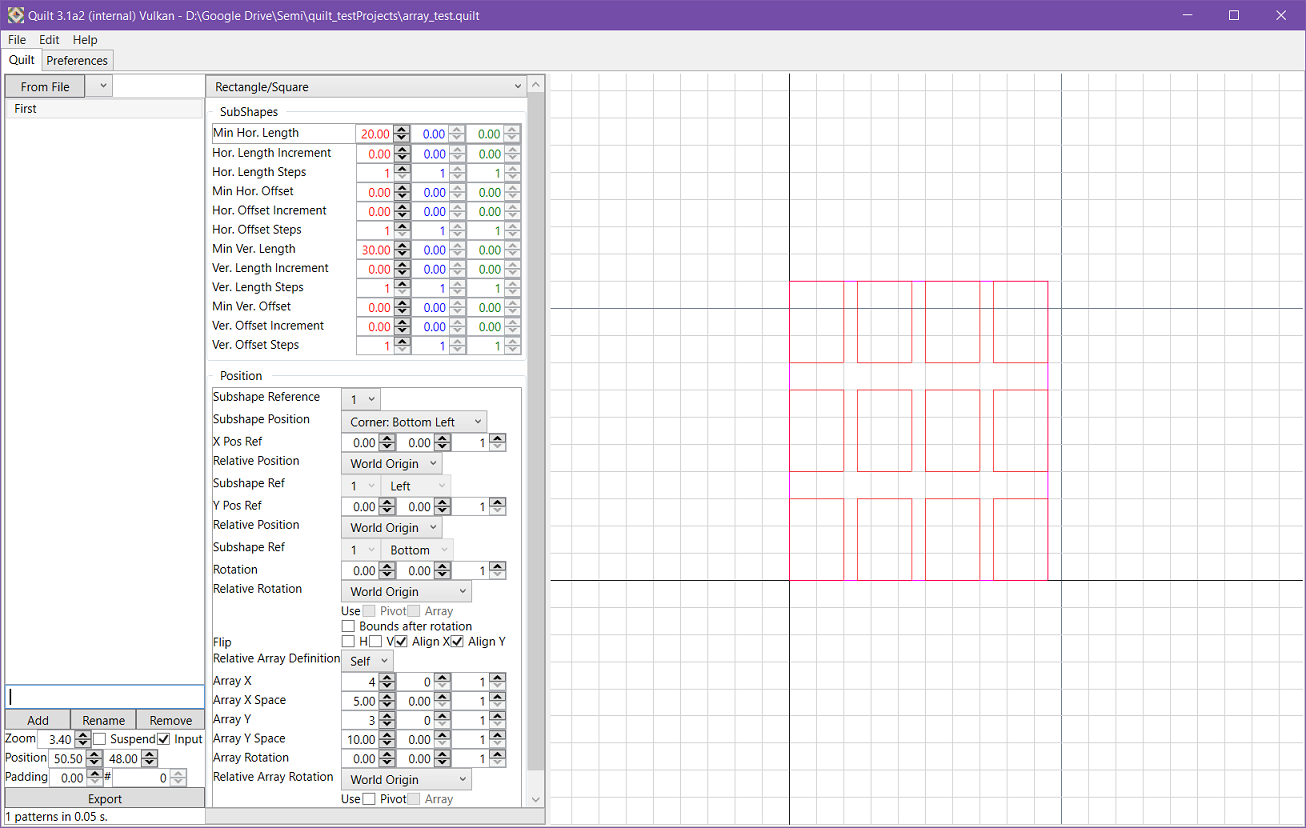 Quilt 3.1a2 (internal) Vulkan - D:\Google Drive\Semi\quilt_testProjects\array_test.quilt
File Edit Help
Quilt Preferences
From File
First
Add Rename Remove
Zoom 3.40 Suspend Input
Position 50.50 48.00
Padding 0.00 # 0
Export
1 patterns in 0.05 s.
Rectangle/Square
SubShapes
Min Hor. Length 20.00 0.00 0.00
Hor. Length Increment 0.00 0.00 0.00
Hor. Length Steps 1 1 1
Min Hor. Offset 0.00 0.00 0.00
Hor. Offset Increment 0.00 0.00 0.00
Hor. Offset Steps 1 1 1
Min Ver. Length 30.00 0.00 0.00
Ver. Length Increment 0.00 0.00 0.00
Ver. Length Steps 1 1 1
Min Ver. Offset 0.00 0.00 0.00
Ver. Offset Increment 0.00 0.00 0.00
Ver. Offset Steps 1 1 1
Position
Subshape Reference 1
Subshape Position Corner: Bottom Left
X Pos Ref 0.00 0.00 1
Relative Position World Origin
Subshape Ref 1 Left
Y Pos Ref 0.00 0.00 1
Relative Position World Origin
Subshape Ref 1 Bottom
Rotation 0.00 0.00 1
Relative Rotation World Origin
Use Pivot Array
Bounds after rotation
Flip H V Align X Align Y
Relative Array Definition Self
Array X 4 0 1
Array X Space 5.00 0.00 1
Array Y 3 0 1
Array Y Space 10.00 0.00 1
Array Rotation 0.00 0.00 1
Relative Array Rotation World Origin
Use Pivot Array